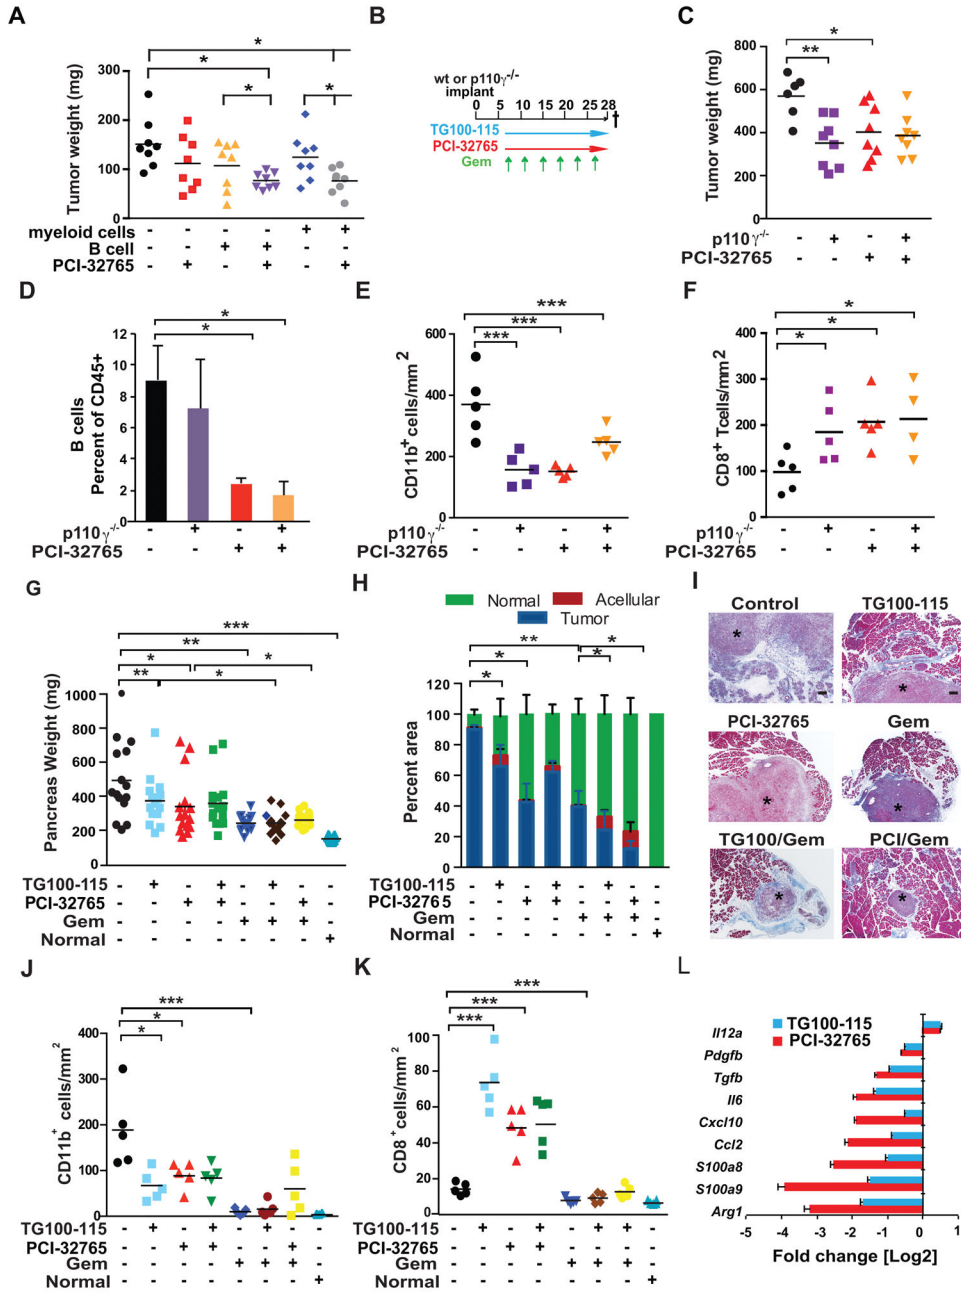 A
Tumor weight (mg)
300
200
100
0
*
*
*
*
myeloid cells - - - - + +
B cell - - + + - -
PCI-32765 - + - + - +
B
wt or p110γ-/-
implant
0 5 10 15 20 25 28
TG100-115
PCI-32765
Gem
†
C
Tumor weight (mg)
800
600
400
200
0
*
**
p110γ-/- - + - +
PCI-32765 - - + +
D
B cells
Percent of CD45+
12
10
8
6
4
2
0
*
*
p110γ-/- - + - +
PCI-32765 - - + +
E
CD11b+ cells/mm2
600
400
200
0
***
***
***
p110γ-/- - + - +
PCI-32765 - - + +
F
CD8+ Tcells/mm2
400
300
200
100
0
*
*
*
p110γ-/- - + - +
PCI-32765 - - + +
G
Pancreas Weight (mg)
1000
800
600
400
200
0
***
**
* *
** *
TG100-115 - + - + - + - -
PCI-32765 - - + + - - + -
Gem - - - - + + + -
Normal - - - - - - - +
H
Normal Acellular
Tumor
Percent area
120
100
80
60
40
20
0
** *
* *
*
TG100-115 - + - + - + - -
PCI-32765 - - + + - - + -
Gem - - - - + + + -
Normal - - - - - - - +
I
Control TG100-115
* *
PCI-32765 Gem
* *
TG100/Gem PCI/Gem
* *
J
CD11b+ cells/mm2
400
300
200
100
0
***
*
*
TG100-115 - + - + - + - -
PCI-32765 - - + + - - + -
Gem - - - - + + + -
Normal - - - - - - - +
K
CD8+ cells/mm2
100
80
60
40
20
0
***
***
***
TG100-115 - + - + - + + -
PCI-32765 - - + + - - - -
Gem - - - - + + + -
Normal - - - - - - - +
L
TG100-115
PCI-32765
Il12a
Pdgfb
Tgfb
Il6
Cxcl10
Ccl2
S100a8
S100a9
Arg1
-5 -4 -3 -2 -1 0 1
Fold change [Log2]